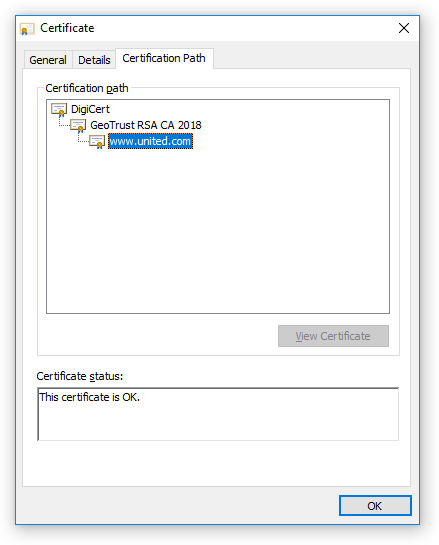 Certificate
General
Details
Certification Path
Certification path
DigiCert
GeoTrust RSA CA 2018
www.united.com
View Certificate
Certificate status:
This certificate is OK.
OK